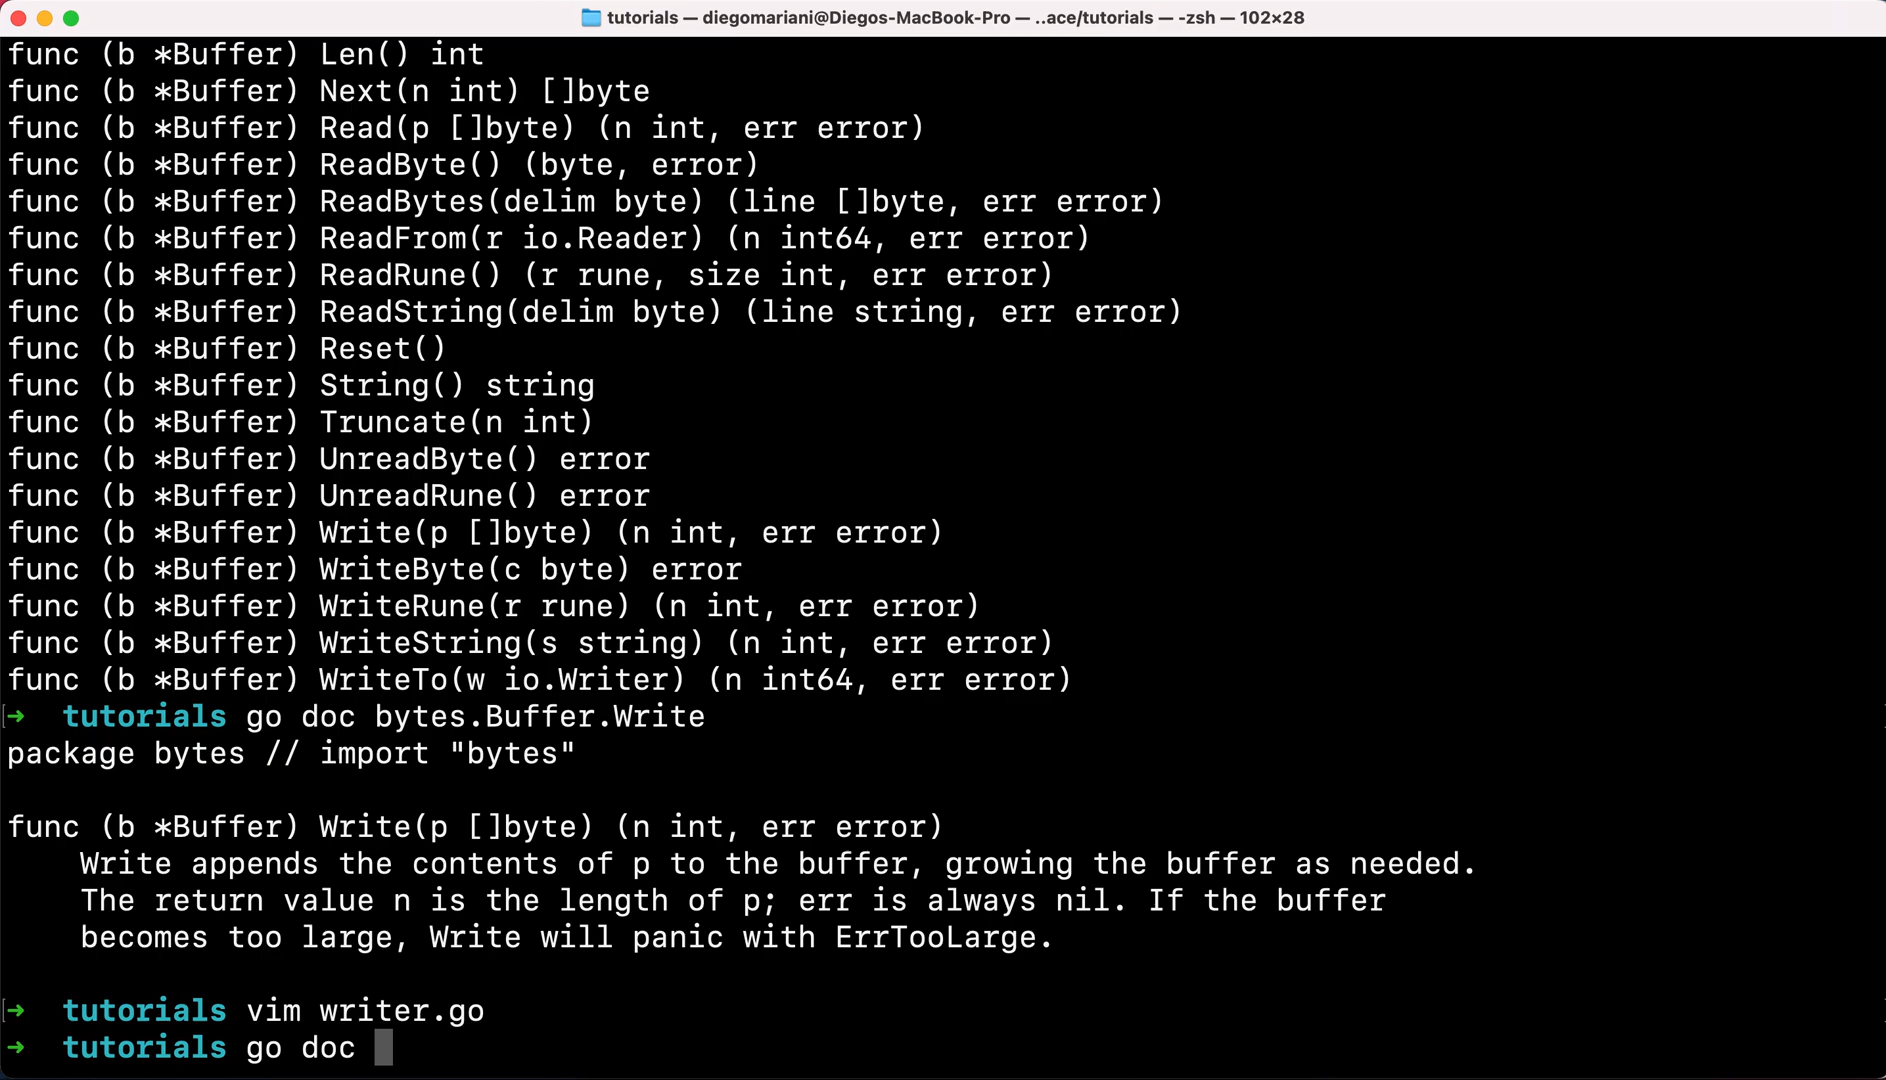 tutorials — diegomariani@Diegos-MacBook-Pro — ..ace/tutorials — -zsh — 102×28
func (b *Buffer) Len() int
func (b *Buffer) Next(n int) []byte
func (b *Buffer) Read(p []byte) (n int, err error)
func (b *Buffer) ReadByte() (byte, error)
func (b *Buffer) ReadBytes(delim byte) (line []byte, err error)
func (b *Buffer) ReadFrom(r io.Reader) (n int64, err error)
func (b *Buffer) ReadRune() (r rune, size int, err error)
func (b *Buffer) ReadString(delim byte) (line string, err error)
func (b *Buffer) Reset()
func (b *Buffer) String() string
func (b *Buffer) Truncate(n int)
func (b *Buffer) UnreadByte() error
func (b *Buffer) UnreadRune() error
func (b *Buffer) Write(p []byte) (n int, err error)
func (b *Buffer) WriteByte(c byte) error
func (b *Buffer) WriteRune(r rune) (n int, err error)
func (b *Buffer) WriteString(s string) (n int, err error)
func (b *Buffer) WriteTo(w io.Writer) (n int64, err error)
[→ tutorials go doc bytes.Buffer.Write
package bytes // import "bytes"
func (b *Buffer) Write(p []byte) (n int, err error)
Write appends the contents of p to the buffer, growing the buffer as needed.
The return value n is the length of p; err is always nil. If the buffer
becomes too large, Write will panic with ErrTooLarge.
[→ tutorials vim writer.go
→ tutorials go doc